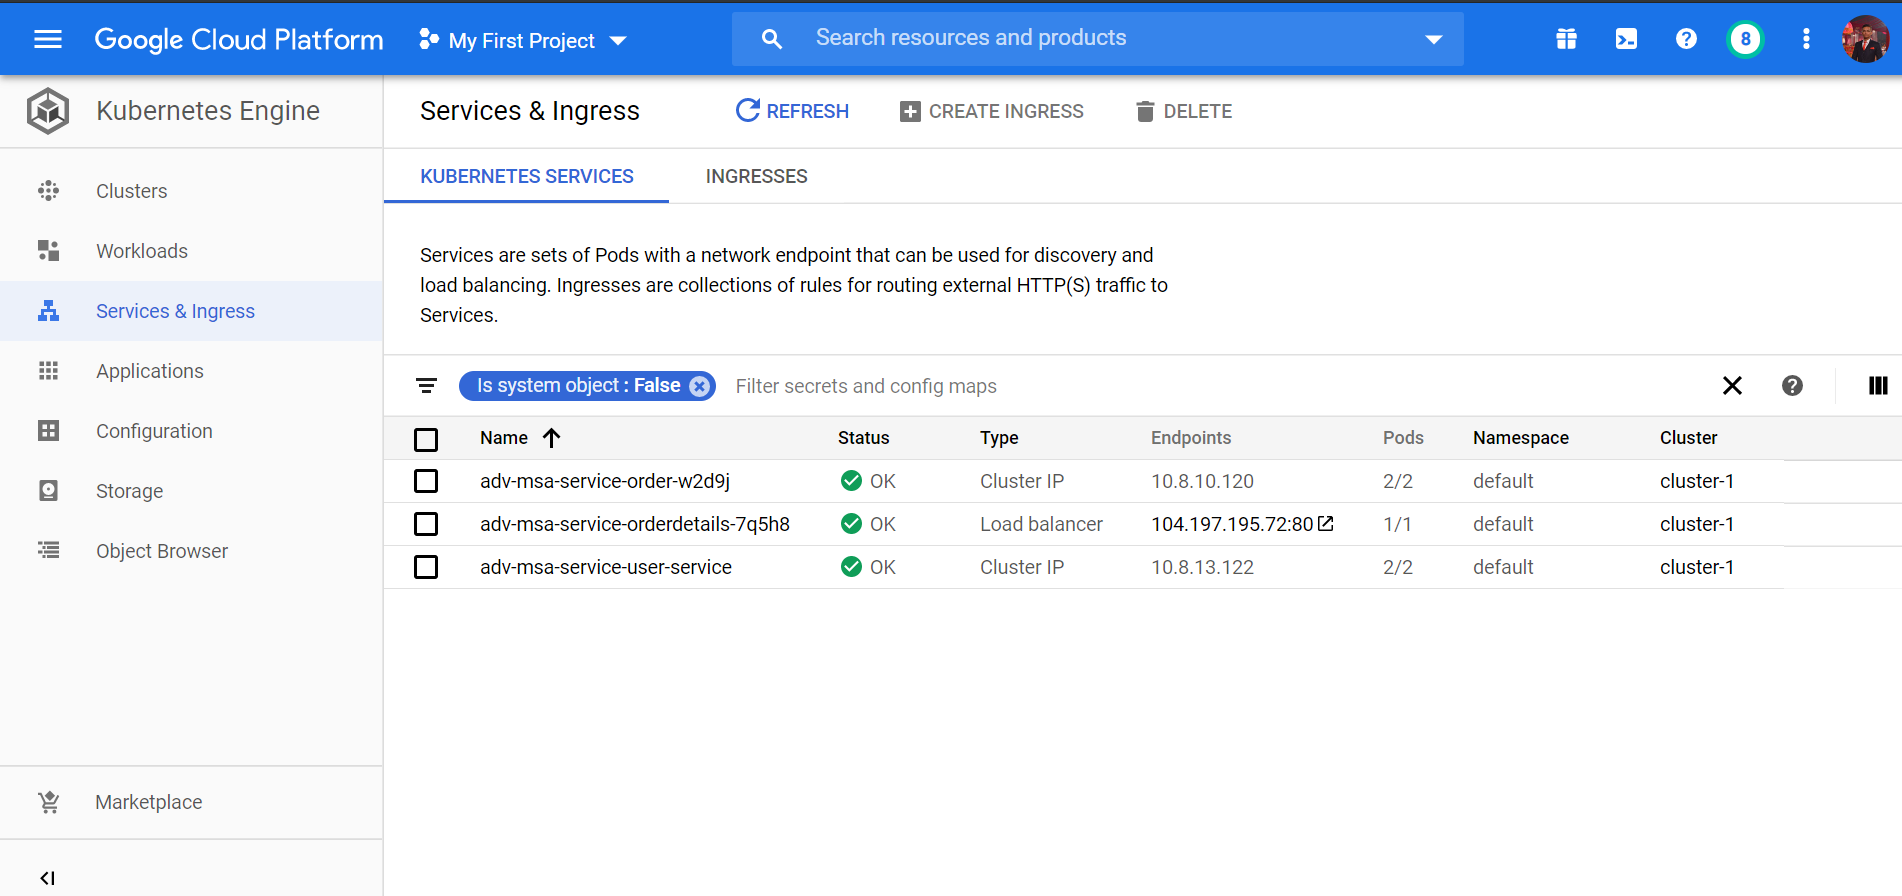 Google Cloud Platform
My First Project
Search resources and products
8
Kubernetes Engine
Services & Ingress
REFRESH
CREATE INGRESS
DELETE
Clusters
Workloads
Services & Ingress
Applications
Configuration
Storage
Object Browser
Marketplace
KUBERNETES SERVICES
INGRESSES
Services are sets of Pods with a network endpoint that can be used for discovery and
load balancing. Ingresses are collections of rules for routing external HTTP(S) traffic to
Services.
Is system object : False
Filter secrets and config maps
Name Status Type Endpoints Pods Namespace Cluster
adv-msa-service-order-w2d9j OK Cluster IP 10.8.10.120 2/2 default cluster-1
adv-msa-service-orderdetails-7q5h8 OK Load balancer 104.197.195.72:80 1/1 default cluster-1
adv-msa-service-user-service OK Cluster IP 10.8.13.122 2/2 default cluster-1